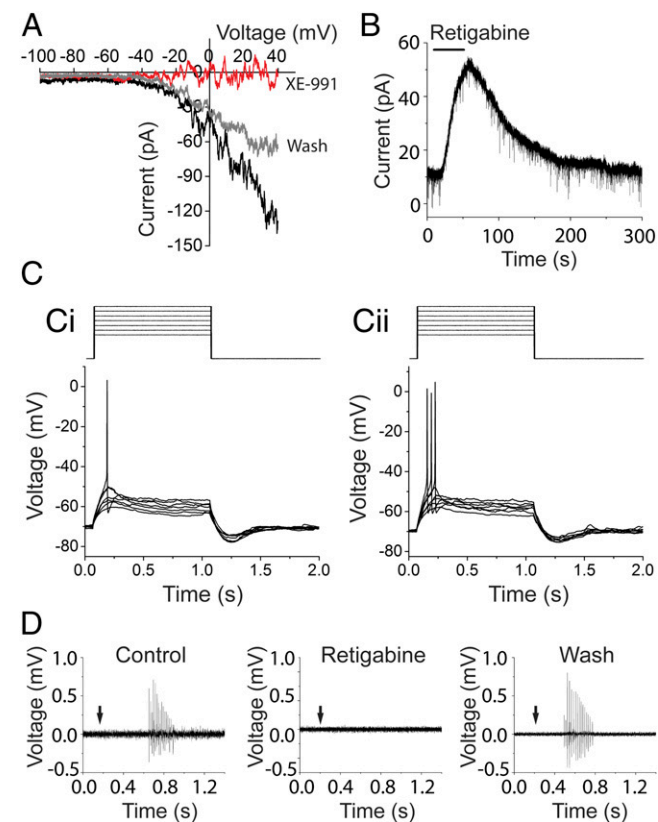 A
Voltage (mV)
-100 -80 -60 -40 -20 0 20 40
XE-991
-60
Wash
-90
-120
-150
Current (pA)
B
Retigabine
60
40
20
0
Current (pA)
0 100 200 300
Time (s)
C
Ci
0
-20
-40
-60
-80
Voltage (mV)
0.0 0.5 1.0 1.5 2.0
Time (s)
Cii
0
-20
-40
-60
-80
Voltage (mV)
0.0 0.5 1.0 1.5 2.0
Time (s)
D
Control
1.0
0.5
0.0
-0.5
Voltage (mV)
0.0 0.4 0.8 1.2
Time (s)
Retigabine
1.0
0.5
0.0
-0.5
Voltage (mV)
0.0 0.4 0.8 1.2
Time (s)
Wash
1.0
0.5
0.0
-0.5
Voltage (mV)
0.0 0.4 0.8 1.2
Time (s)